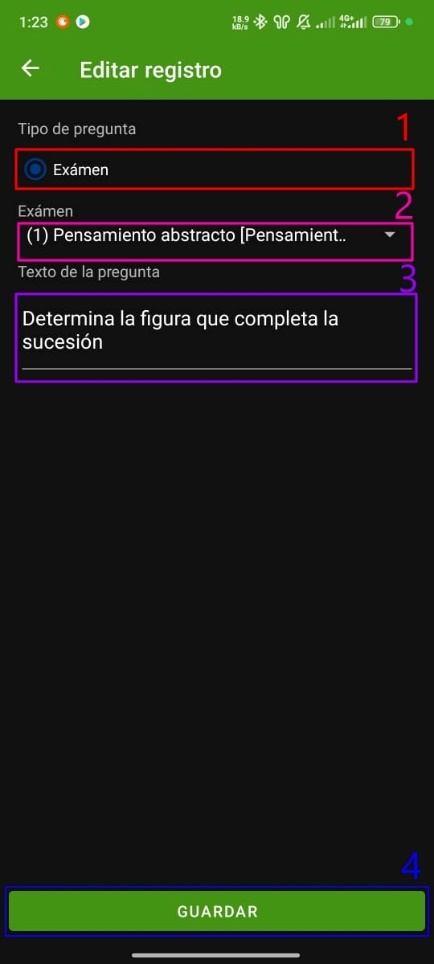 1:23
18.9
kB/s
4G+
79
Editar registro
Tipo de pregunta
1
Exámen
Exámen
2
(1) Pensamiento abstracto [Pensamient..
Texto de la pregunta
3
Determina la figura que completa la
sucesión
4
GUARDAR